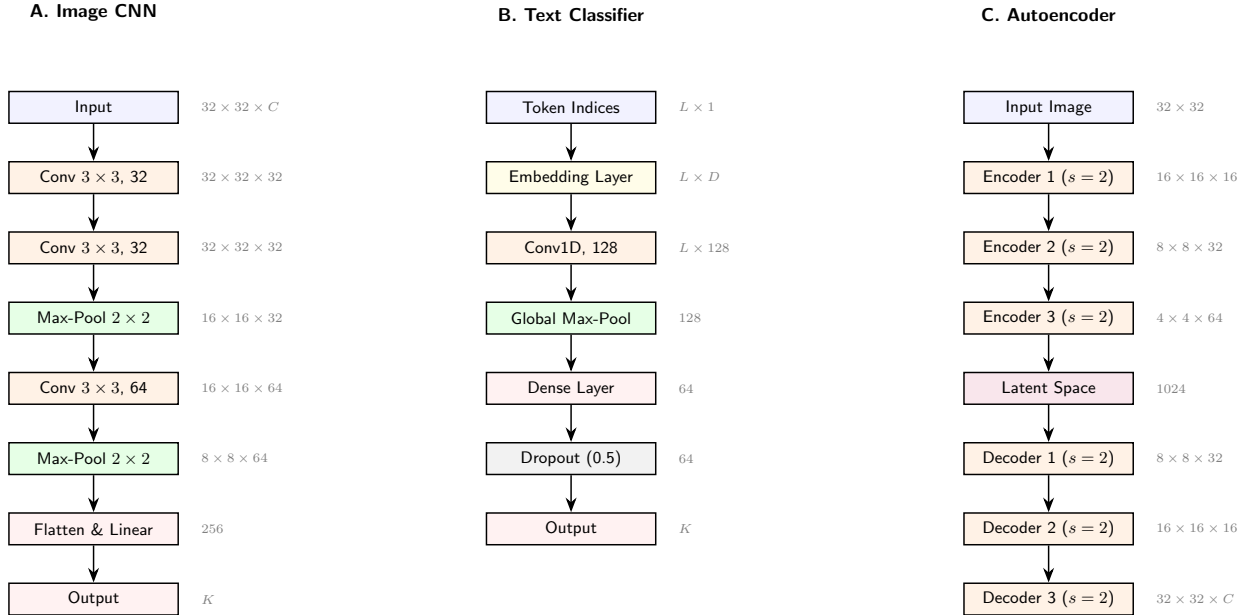 A. Image CNN
Input
32 × 32 × C
Conv 3 × 3, 32
32 × 32 × 32
Conv 3 × 3, 32
32 × 32 × 32
Max-Pool 2 × 2
16 × 16 × 32
Conv 3 × 3, 64
16 × 16 × 64
Max-Pool 2 × 2
8 × 8 × 64
Flatten & Linear
256
Output
K
B. Text Classifier
Token Indices
L × 1
Embedding Layer
L × D
Conv1D, 128
L × 128
Global Max-Pool
128
Dense Layer
64
Dropout (0.5)
64
Output
K
C. Autoencoder
Input Image
32 × 32
Encoder 1 (s = 2)
16 × 16 × 16
Encoder 2 (s = 2)
8 × 8 × 32
Encoder 3 (s = 2)
4 × 4 × 64
Latent Space
1024
Decoder 1 (s = 2)
8 × 8 × 32
Decoder 2 (s = 2)
16 × 16 × 16
Decoder 3 (s = 2)
32 × 32 × C